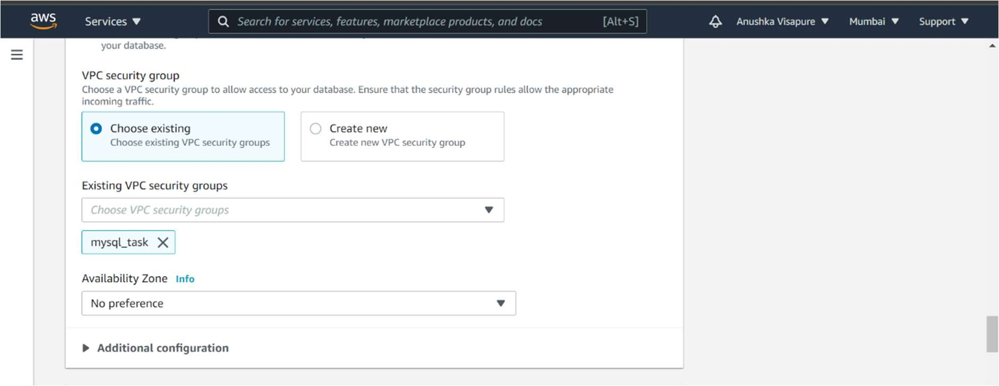 aws Services Search for services, features, marketplace products, and docs [Alt+S] Anushka Visapure Mumbai Support
your database.
VPC security group
Choose a VPC security group to allow access to your database. Ensure that the security group rules allow the appropriate
incoming traffic.
Choose existing
Choose existing VPC security groups
Create new
Create new VPC security group
Existing VPC security groups
Choose VPC security groups
mysql_task
Availability Zone Info
No preference
Additional configuration